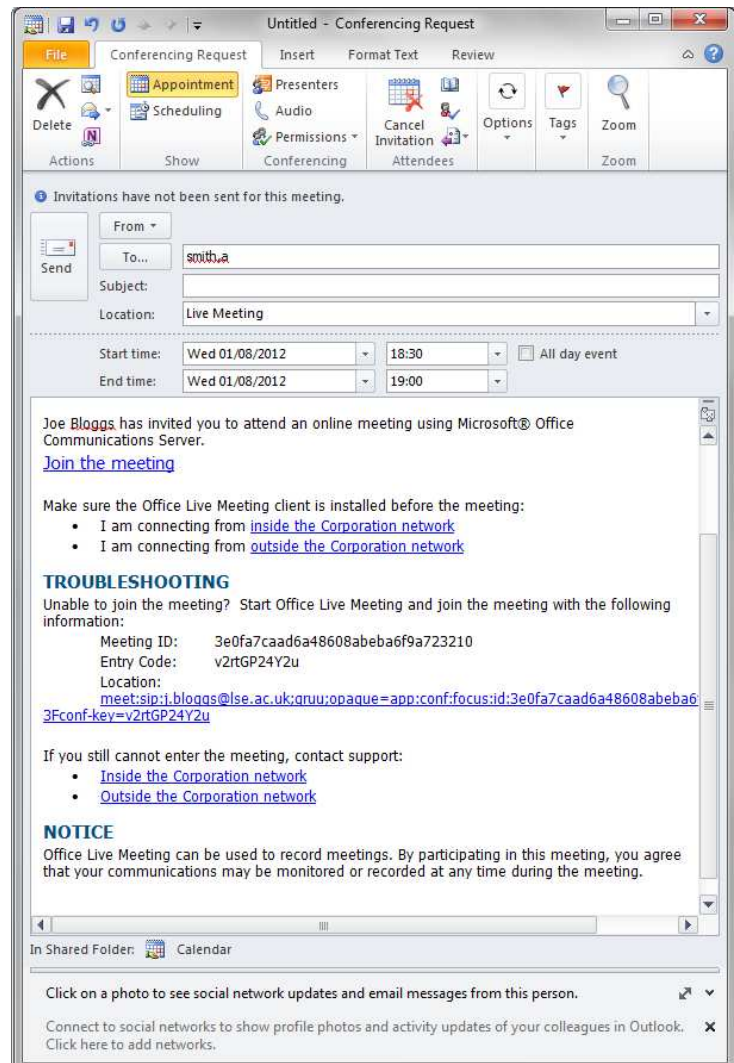 Untitled - Conferencing Request
File Conferencing Request Insert Format Text Review
Delete
Appointment
Scheduling
Presenters
Audio
Permissions
Cancel Invitation
Options
Tags
Zoom
Actions Show Conferencing Attendees Zoom
Invitations have not been sent for this meeting.
Send
From
To... smith,a
Subject:
Location: Live Meeting
Start time: Wed 01/08/2012 18:30 All day event
End time: Wed 01/08/2012 19:00
Joe Bloggs has invited you to attend an online meeting using Microsoft® Office
Communications Server.
Join the meeting
Make sure the Office Live Meeting client is installed before the meeting:
• I am connecting from inside the Corporation network
• I am connecting from outside the Corporation network
TROUBLESHOOTING
Unable to join the meeting? Start Office Live Meeting and join the meeting with the following
information:
Meeting ID: 3e0fa7caad6a48608abeba6f9a723210
Entry Code: v2rtGP24Y2u
Location:
meet:sip:j.bloggs@lse.ac.uk;gruu;opaque=app:conf:focus:id:3e0fa7caad6a48608abeba6
3Fconf-key=v2rtGP24Y2u
If you still cannot enter the meeting, contact support:
• Inside the Corporation network
• Outside the Corporation network
NOTICE
Office Live Meeting can be used to record meetings. By participating in this meeting, you agree
that your communications may be monitored or recorded at any time during the meeting.
In Shared Folder: Calendar
Click on a photo to see social network updates and email messages from this person.
Connect to social networks to show profile photos and activity updates of your colleagues in Outlook.
Click here to add networks.